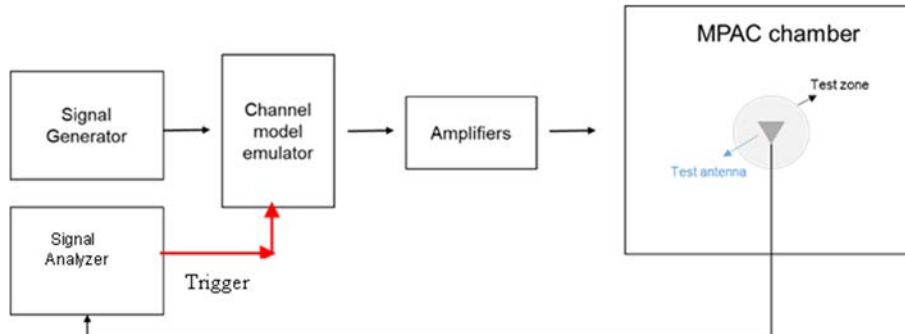 MPAC chamber
Test zone
Test antenna
Signal
Generator
Channel
model
emulator
Amplifiers
Signal
Analyzer
Trigger